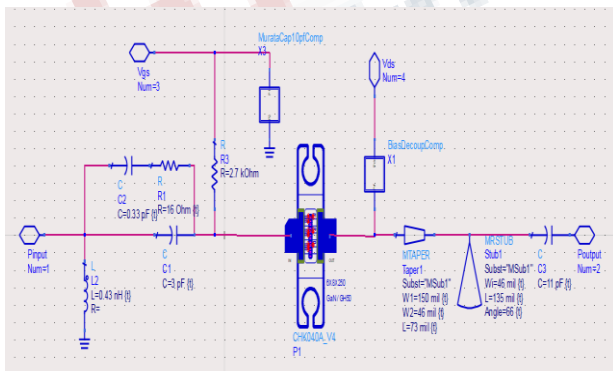 MurataCap10pfComp
X3
Vgs
Num=3
Vds
Num=4
R
R3
R=2.7 kOhm
BiasDecoupComp
X1
C
C2
C=0.33 pF {t}
R
R1
R=16 Ohm {t}
Pinput
Num=1
C
C1
C=3 pF {t}
L
L2
L=0.43 nH {t}
R=
CHK040A_V4
P1
MTAPER
Taper1
Subst="MSub1"
W1=150 mil {t}
W2=46 mil {t}
L=73 mil {t}
MRSTUB
Stub1
Subst="MSub1"
Wi=46 mil {t}
L=135 mil {t}
Angle=66 {t}
C
C3
C=11 pF {t}
Poutput
Num=2